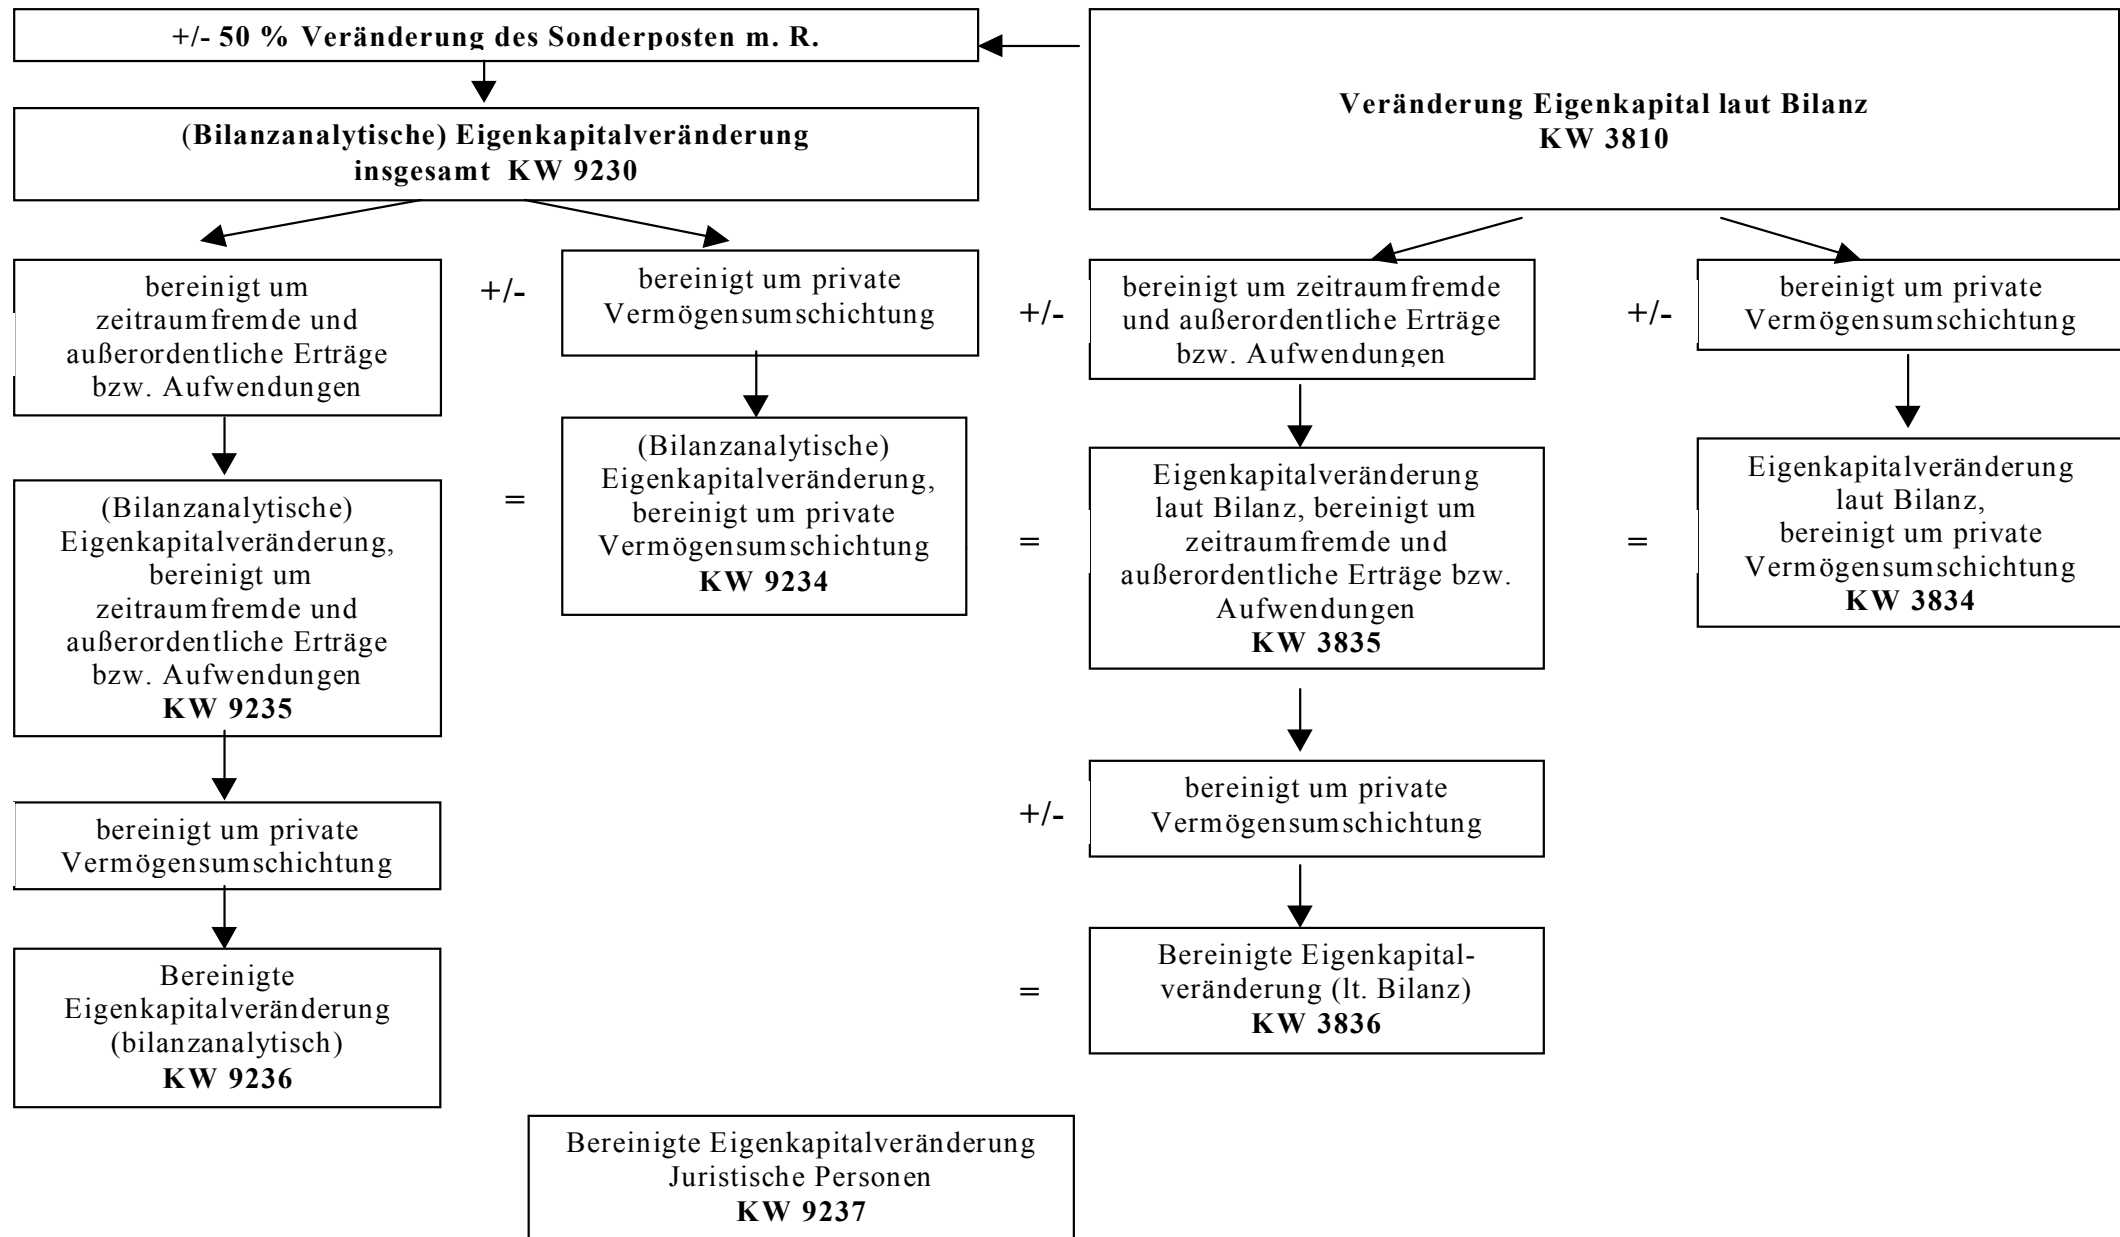 +/- 50 % Veränderung des Sonderposten m. R.
(Bilanzanalytische) Eigenkapitalveränderung
insgesamt KW 9230
Veränderung Eigenkapital laut Bilanz
KW 3810
bereinigt um
zeitraumfremde und
außerordentliche Erträge
bzw. Aufwendungen
+/-
bereinigt um private
Vermögensumschichtung
+/-
bereinigt um zeitraumfremde
und außerordentliche Erträge
bzw. Aufwendungen
+/-
bereinigt um private
Vermögensumschichtung
(Bilanzanalytische)
Eigenkapitalveränderung,
bereinigt um
zeitraumfremde und
außerordentliche Erträge
bzw. Aufwendungen
KW 9235
=
(Bilanzanalytische)
Eigenkapitalveränderung,
bereinigt um private
Vermögensumschichtung
KW 9234
=
Eigenkapitalveränderung
laut Bilanz, bereinigt um
zeitraumfremde und
außerordentliche Erträge bzw.
Aufwendungen
KW 3835
=
Eigenkapitalveränderung
laut Bilanz,
bereinigt um private
Vermögensumschichtung
KW 3834
bereinigt um private
Vermögensumschichtung
+/-
bereinigt um private
Vermögensumschichtung
Bereinigte
Eigenkapitalveränderung
(bilanzanalytisch)
KW 9236
=
Bereinigte Eigenkapital-
veränderung (lt. Bilanz)
KW 3836
Bereinigte Eigenkapitalveränderung
Juristische Personen
KW 9237